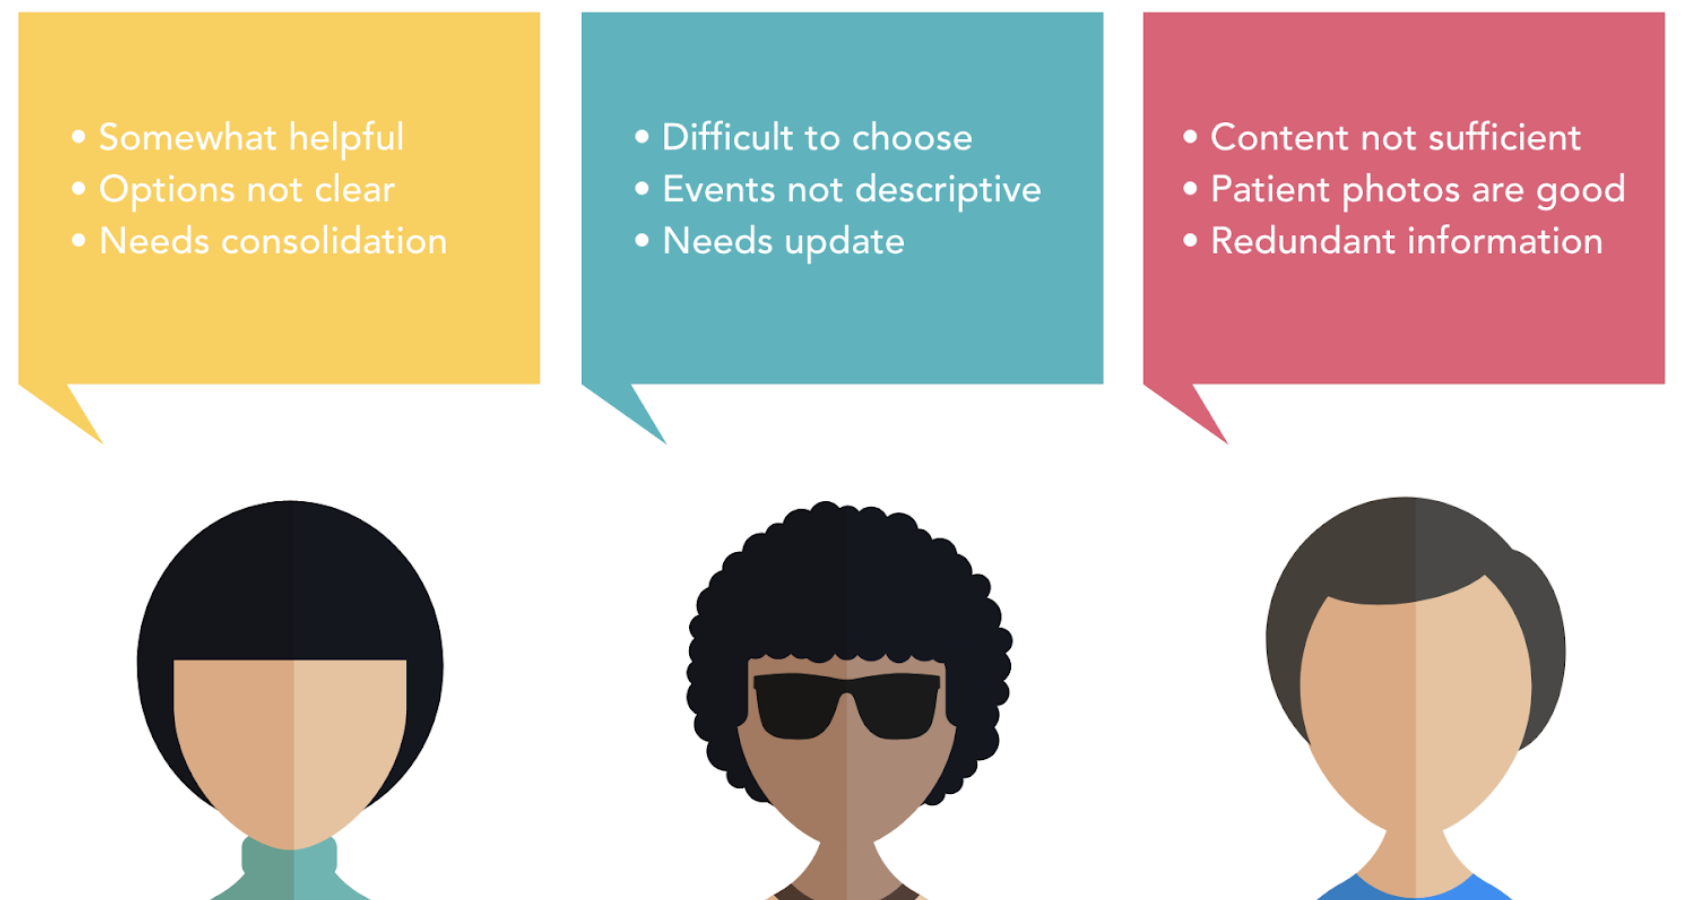 • Somewhat helpful
• Options not clear
• Needs consolidation
• Difficult to choose
• Events not descriptive
• Needs update
• Content not sufficient
• Patient photos are good
• Redundant information